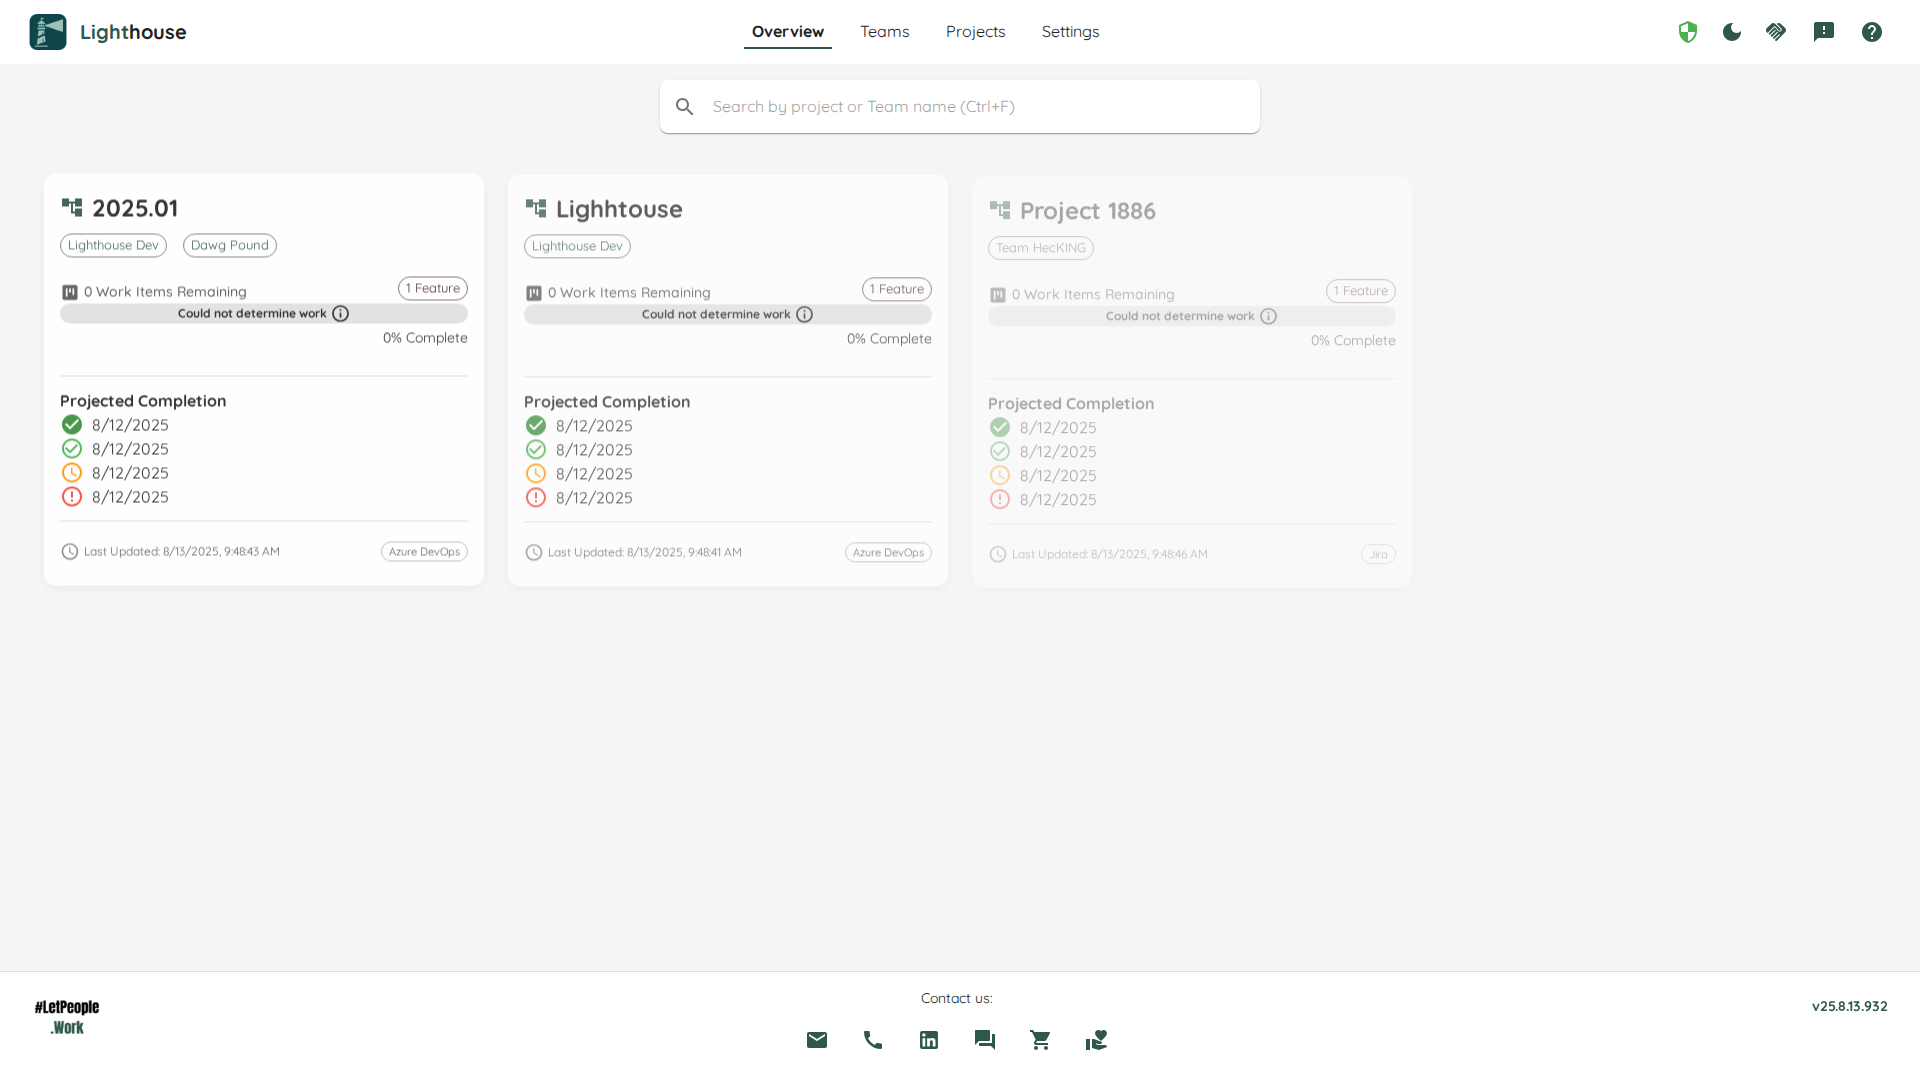 Lighthouse
Overview
Teams
Projects
Settings
Search by project or Team name (Ctrl+F)
2025.01
Lighthouse Dev
Dawg Pound
0 Work Items Remaining
1 Feature
Could not determine work
0% Complete
Projected Completion
8/12/2025
8/12/2025
8/12/2025
8/12/2025
Last Updated: 8/13/2025, 9:48:43 AM
Azure DevOps
Lighhtouse
Lighthouse Dev
0 Work Items Remaining
1 Feature
Could not determine work
0% Complete
Projected Completion
8/12/2025
8/12/2025
8/12/2025
8/12/2025
Last Updated: 8/13/2025, 9:48:41 AM
Azure DevOps
Project 1886
Team HecKING
0 Work Items Remaining
1 Feature
Could not determine work
0% Complete
Projected Completion
8/12/2025
8/12/2025
8/12/2025
8/12/2025
Last Updated: 8/13/2025, 9:48:46 AM
Jira
#LetPeople
.Work
Contact us:
v25.8.13.932